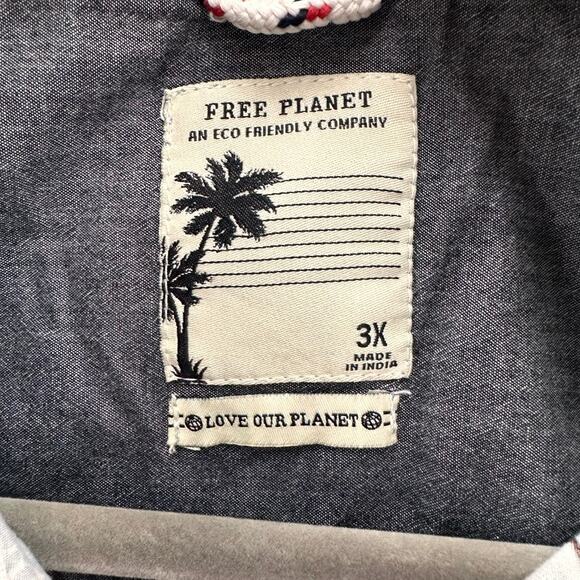 FREE PLANET
AN ECO FRIENDLY COMPANY
3X
MADE
IN INDIA
LOVE OUR PLANET